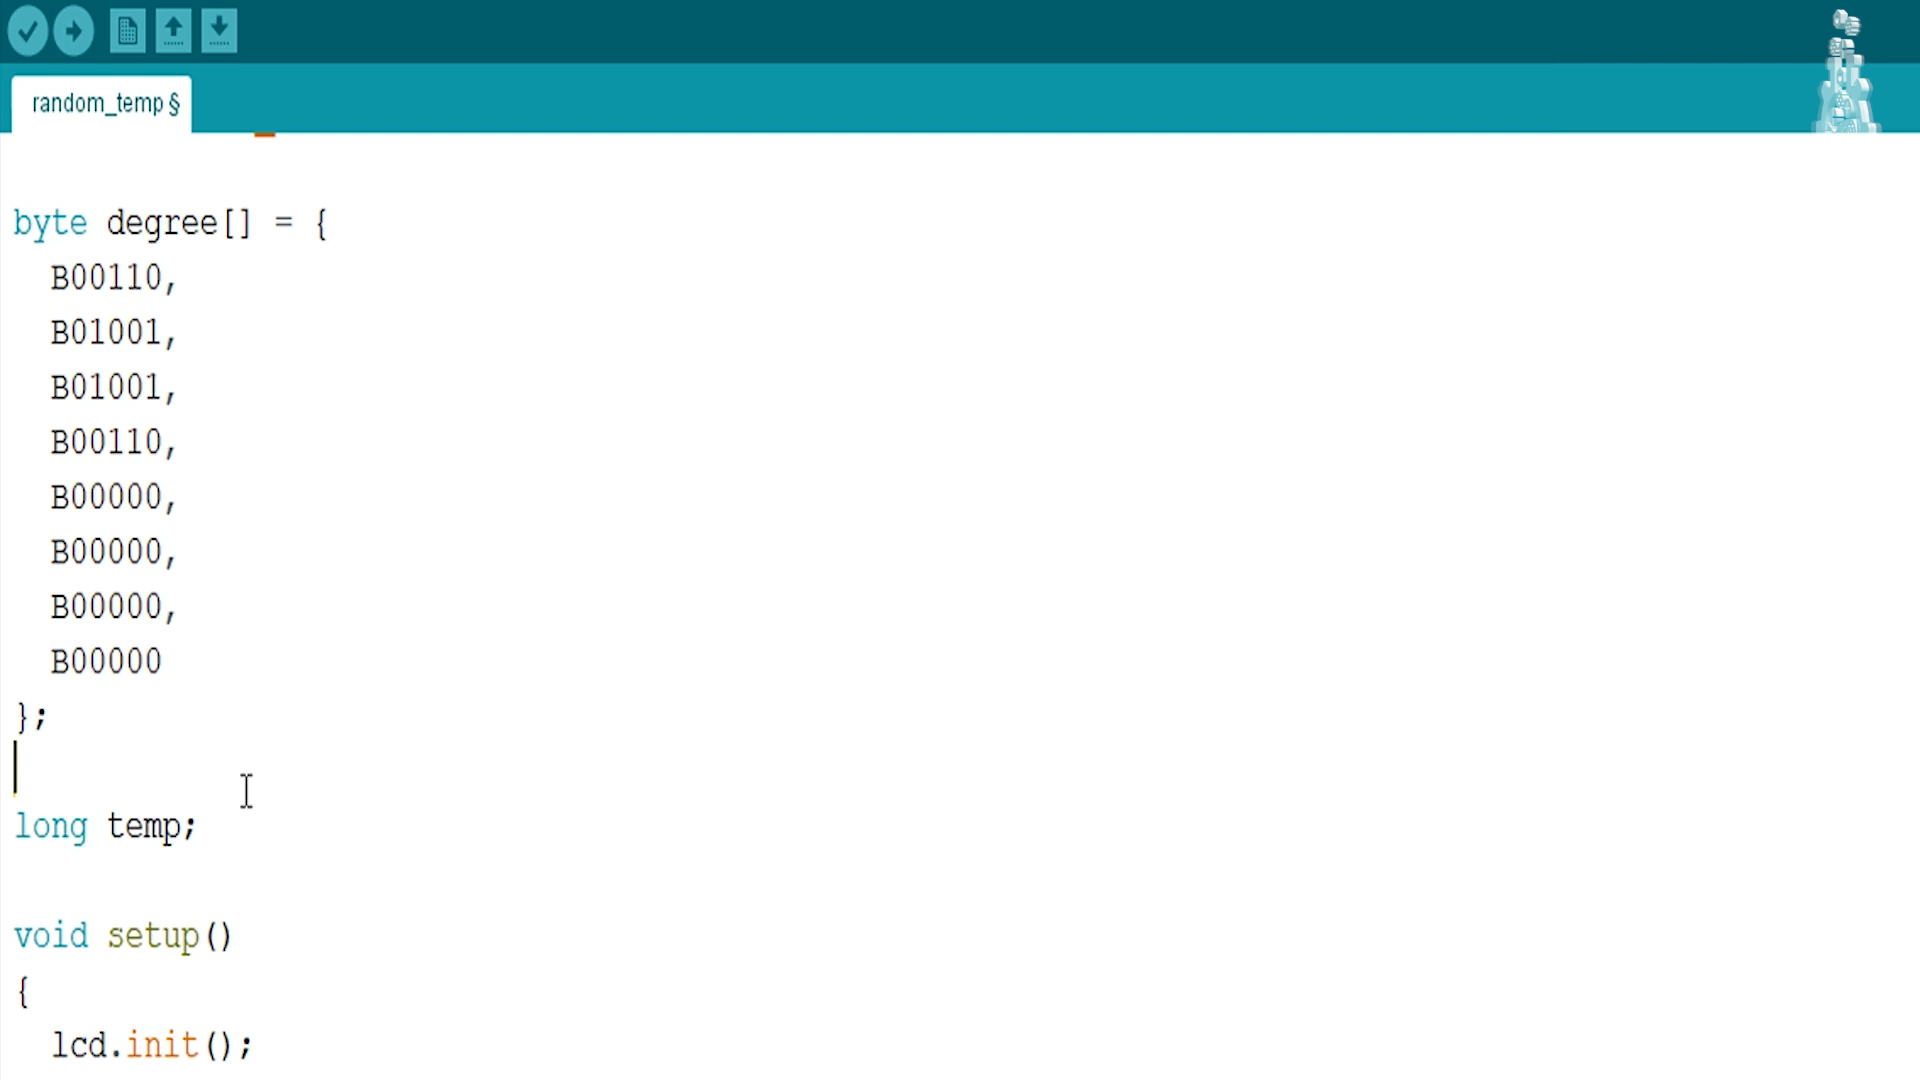 random_temp §
byte degree[] = {
B00110,
B01001,
B01001,
B00110,
B00000,
B00000,
B00000,
B00000
};
long temp;
void setup()
{
lcd.init();